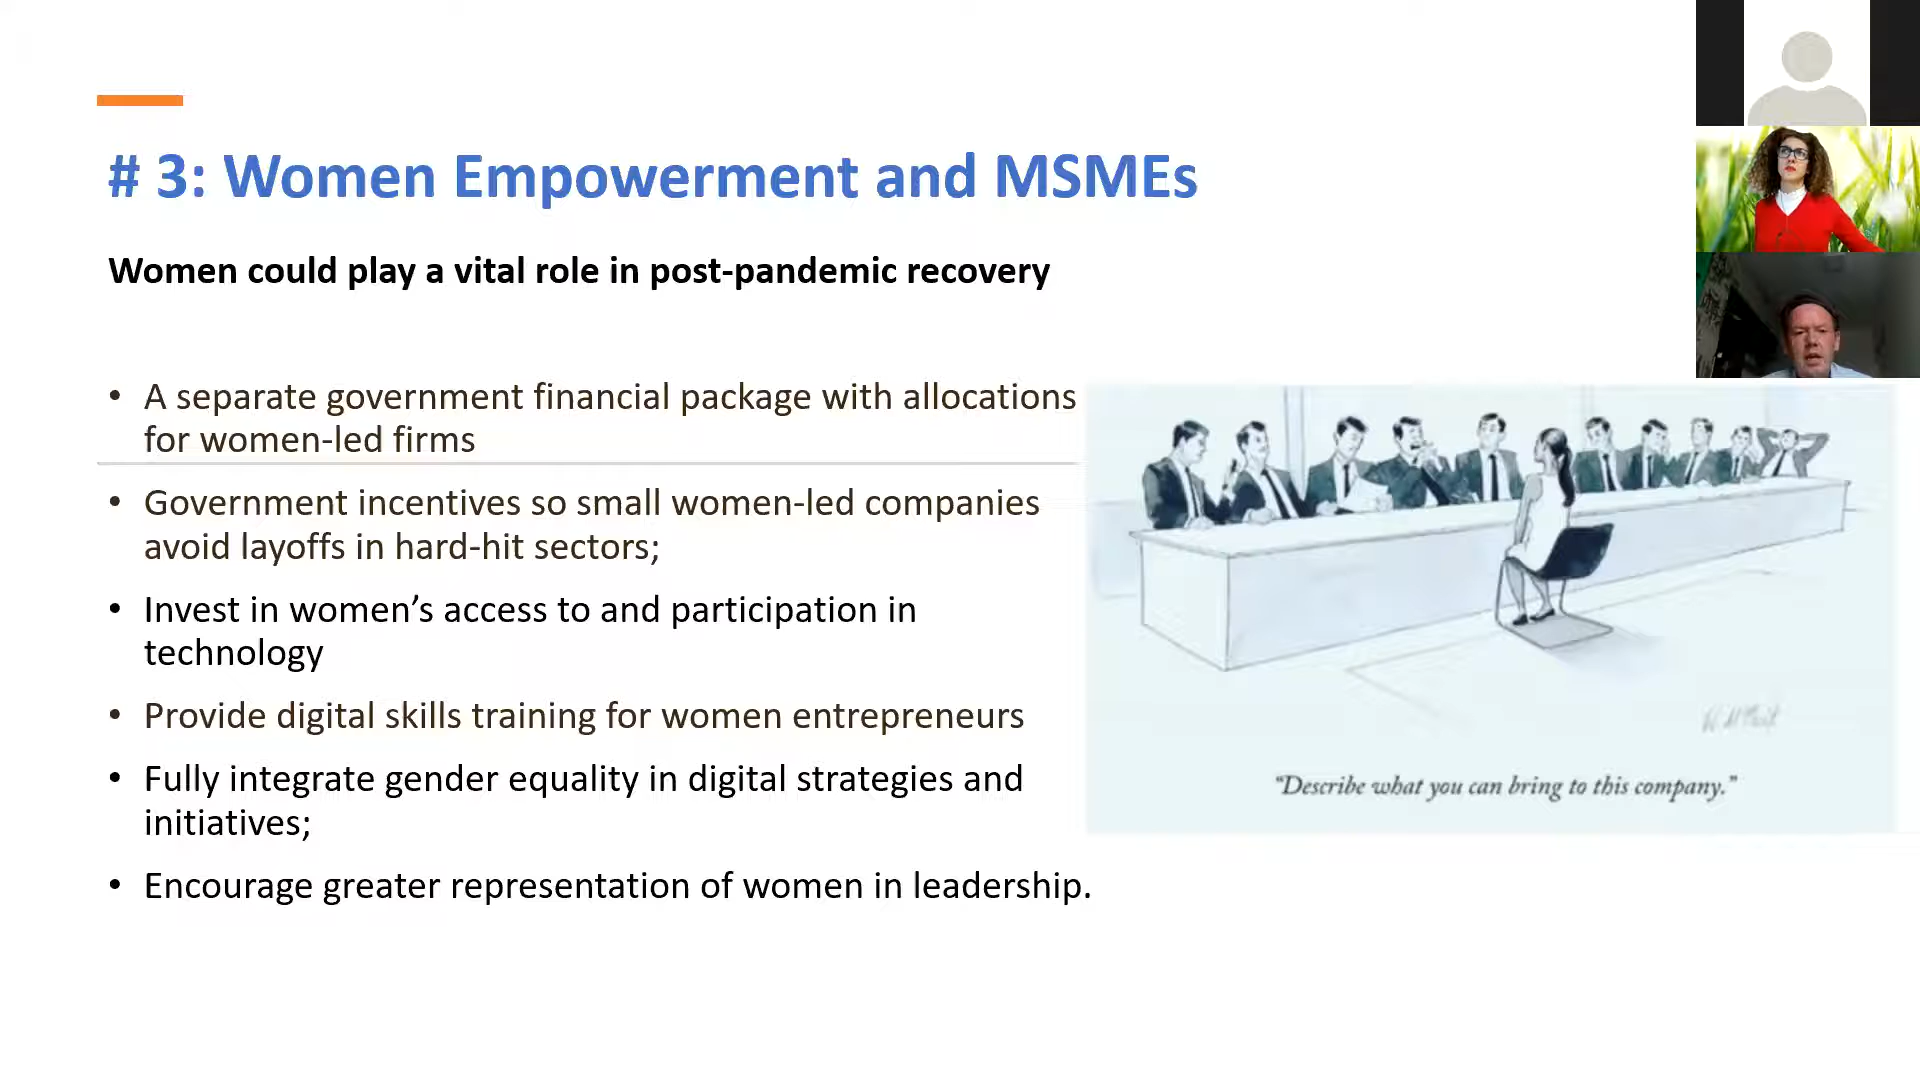 # 3: Women Empowerment and MSMEs
Women could play a vital role in post-pandemic recovery
• A separate government financial package with allocations
for women-led firms
• Government incentives so small women-led companies
avoid layoffs in hard-hit sectors;
• Invest in women’s access to and participation in
technology
• Provide digital skills training for women entrepreneurs
• Fully integrate gender equality in digital strategies and
initiatives;
• Encourage greater representation of women in leadership.
“Describe what you can bring to this company.”